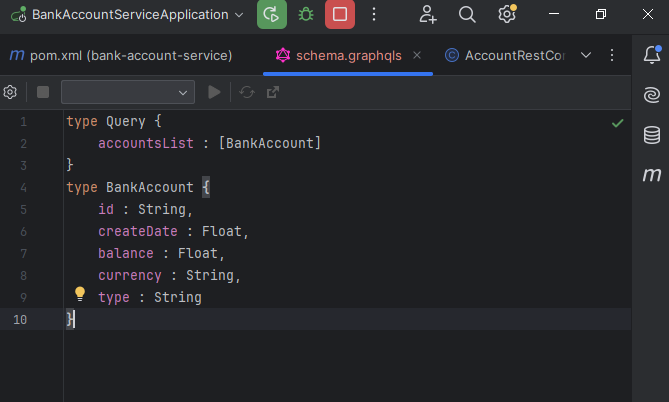 BankAccountServiceApplication
pom.xml (bank-account-service)
schema.graphqls
AccountRestCor
1 type Query {
2 accountsList : [BankAccount]
3 }
4 type BankAccount {
5 id : String,
6 createDate : Float,
7 balance : Float,
8 currency : String,
9 type : String
10 }